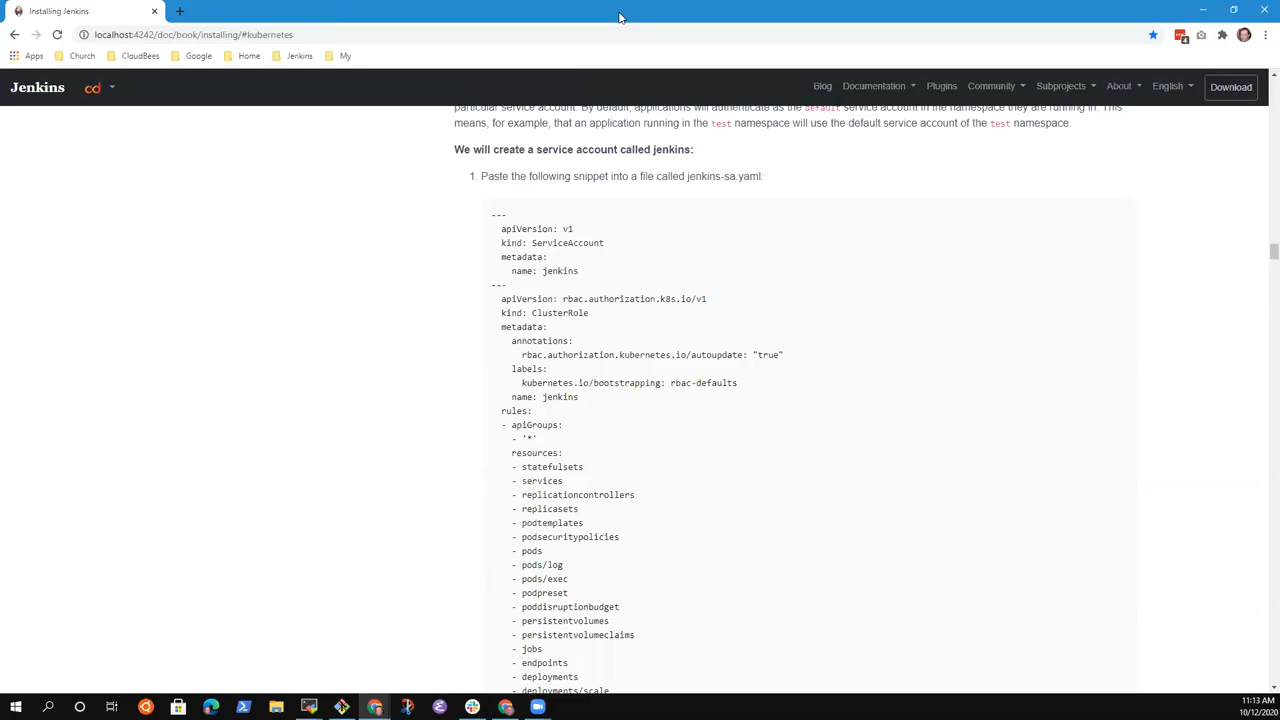 Installing Jenkins
localhost:4242/doc/book/installing/#kubernetes
Apps Church CloudBees Google Home Jenkins My
Jenkins cd Blog Documentation Plugins Community Subprojects About English Download
particular service account. By default, applications will authenticate as the default service account in the namespace they are running in. This
means, for example, that an application running in the test namespace will use the default service account of the test namespace.
We will create a service account called jenkins:
1. Paste the following snippet into a file called jenkins-sa.yaml:
---
apiVersion: v1
kind: ServiceAccount
metadata:
name: jenkins
---
apiVersion: rbac.authorization.k8s.io/v1
kind: ClusterRole
metadata:
annotations:
rbac.authorization.kubernetes.io/autoupdate: "true"
labels:
kubernetes.io/bootstrapping: rbac-defaults
name: jenkins
rules:
- apiGroups:
- '*'
resources:
- statefulsets
- services
- replicationcontrollers
- replicasets
- podtemplates
- podsecuritypolicies
- pods
- pods/log
- pods/exec
- podpreset
- poddisruptionbudget
- persistentvolumes
- persistentvolumeclaims
- jobs
- endpoints
- deployments
- deployments/scale
11:13 AM
10/12/2020